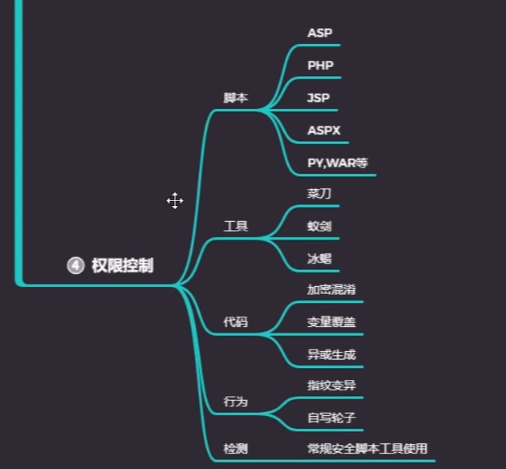 ASP
PHP
脚本
JSP
ASPX
PY,WAR等
菜刀
工具
蚁剑
冰蝎
④ 权限控制
加密混淆
代码
变量覆盖
异或生成
指纹变异
行为
自写轮子
检测
常规安全脚本工具使用